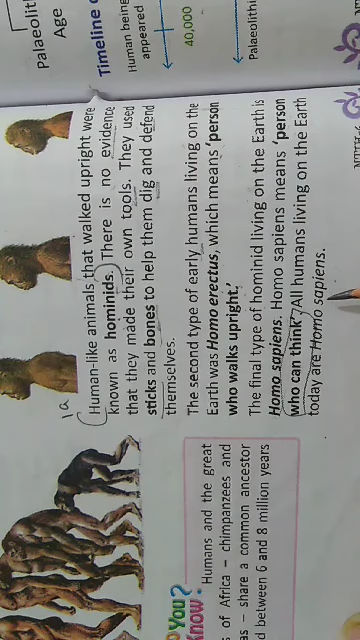 Palaeolith
Age
Timeline o
Human being
appeared
40,000
Palaeolithi
1a
Human-like animals that walked upright were
known as hominids. There is no evidence
that they made their own tools. They used
sticks and bones to help them dig and defend
themselves.
The second type of early humans living on the
Earth was Homo erectus, which means 'person
who walks upright.'
The final type of hominid living on the Earth is
Homo sapiens. Homo sapiens means 'person
who can think'. All humans living on the Earth
today are Homo sapiens.
You?
Know?
Humans and the great
s of Africa – chimpanzees and
as – share a common ancestor
d between 6 and 8 million years